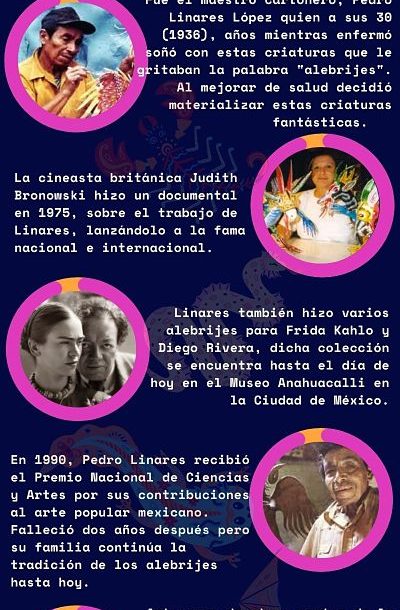 Fue el maestro cartonero, Pedro
Linares López quien a sus 30
(1936), años mientras enfermó
soñó con estas criaturas que le
gritaban la palabra "alebrijes".
Al mejorar de salud decidió
materializar estas criaturas
fantásticas.
La cineasta británica Judith
Bronowski hizo un documental
en 1975, sobre el trabajo de
Linares, lanzándolo a la fama
nacional e internacional.
Linares también hizo varios
alebrijes para Frida Kahlo y
Diego Rivera, dicha colección
se encuentra hasta el día de
hoy en el Museo Anahuacalli en
la Ciudad de México.
En 1990, Pedro Linares recibió
el Premio Nacional de Ciencias
y Artes por sus contribuciones
al arte popular mexicano.
Falleció dos años después pero
su familia continúa la
tradición de los alebrijes
hasta hoy.